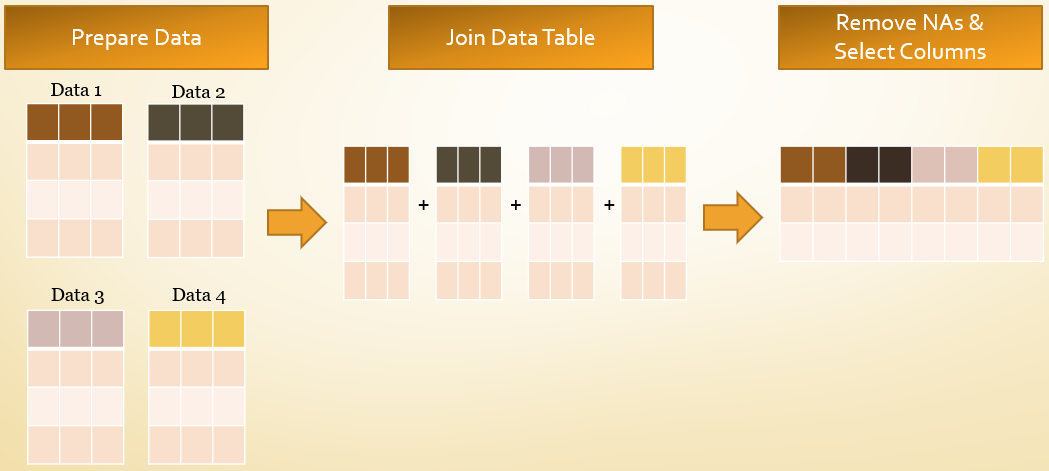 Prepare Data
Join Data Table
Remove NAs &
Select Columns
Data 1
Data 2
Data 3
Data 4
+
+
+